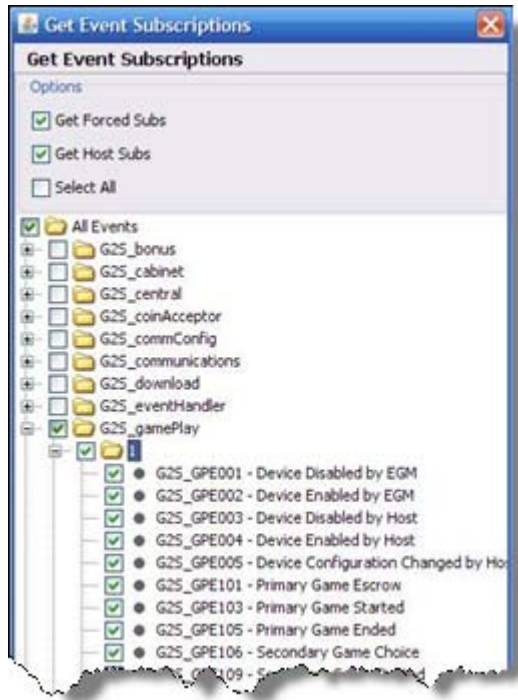 Get Event Subscriptions
Get Event Subscriptions
Options
Get Forced Subs
Get Host Subs
Select All
All Events
G2S_bonus
G2S_cabinet
G2S_central
G2S_coinAcceptor
G2S_commConfig
G2S_communications
G2S_download
G2S_eventHandler
G2S_gamePlay
1
G2S_GPE001 - Device Disabled by EGM
G2S_GPE002 - Device Enabled by EGM
G2S_GPE003 - Device Disabled by Host
G2S_GPE004 - Device Enabled by Host
G2S_GPE005 - Device Configuration Changed by Ho
G2S_GPE101 - Primary Game Escrow
G2S_GPE103 - Primary Game Started
G2S_GPE105 - Primary Game Ended
G2S_GPE106 - Secondary Game Choice
GPE109 -